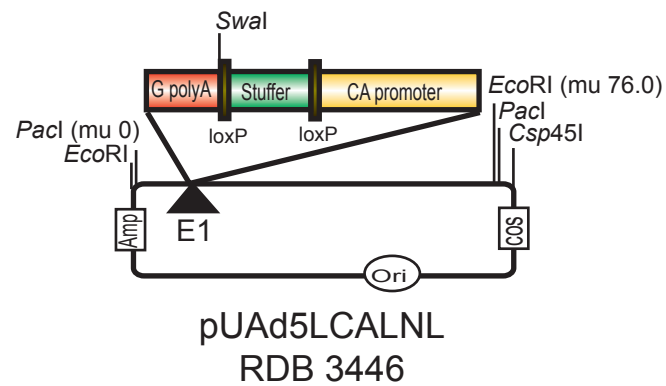 SwaI
G polyA Stuffer CA promoter
loxP loxP
EcoRI (mu 76.0)
PacI
Csp45I
PacI (mu 0)
EcoRI
Amp
E1
cos
Ori
pUAd5LCALNL
RDB 3446